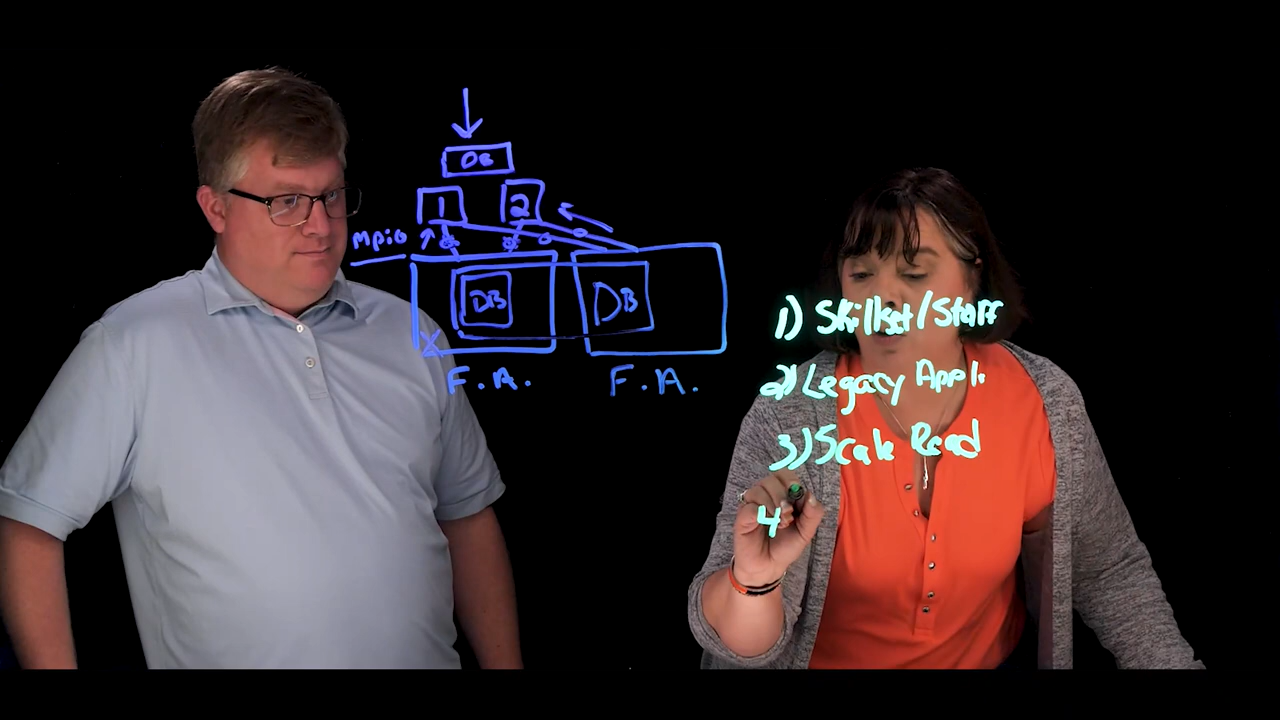 DB
1 2
MPiO
DB DB
X
F.A. F.A.
1) Skillset/Staff
2) Legacy Appl.
3) Scale Read
4